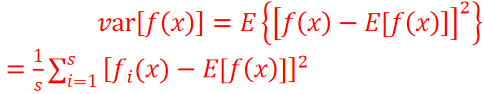 var[f(x)] = E{[f(x) − E[f(x)]]²}
= 1/s ∑ᵢ₌₁ˢ [fᵢ(x) − E[f(x)]]²